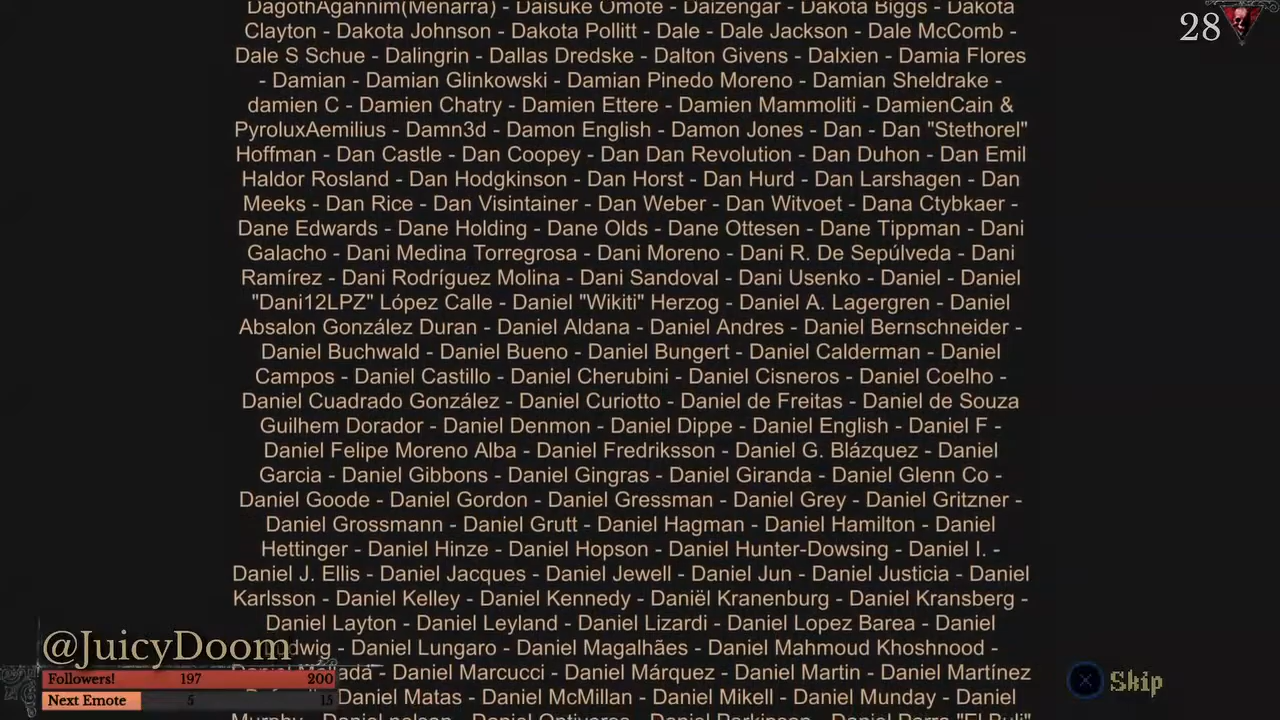 DagothAgahnim(Menarra) - Daisuke Omote - Daizengar - Dakota Biggs - Dakota
28
Clayton - Dakota Johnson - Dakota Pollitt - Dale - Dale Jackson - Dale McComb -
Dale S Schue - Dalingrin - Dallas Dredske - Dalton Givens - Dalxien - Damia Flores
- Damian - Damian Glinkowski - Damian Pinedo Moreno - Damian Sheldrake -
damien C - Damien Chatry - Damien Ettere - Damien Mammoliti - DamienCain &
PyroluxAemilius - Damn3d - Damon English - Damon Jones - Dan - Dan "Stethorel"
Hoffman - Dan Castle - Dan Coopey - Dan Dan Revolution - Dan Duhon - Dan Emil
Haldor Rosland - Dan Hodgkinson - Dan Horst - Dan Hurd - Dan Larshagen - Dan
Meeks - Dan Rice - Dan Visintainer - Dan Weber - Dan Witvoet - Dana Ctybkaer -
Dane Edwards - Dane Holding - Dane Olds - Dane Ottesen - Dane Tippman - Dani
Galacho - Dani Medina Torregrosa - Dani Moreno - Dani R. De Sepúlveda - Dani
Ramírez - Dani Rodríguez Molina - Dani Sandoval - Dani Usenko - Daniel - Daniel
"Dani12LPZ" López Calle - Daniel "Wikiti" Herzog - Daniel A. Lagergren - Daniel
Absalon González Duran - Daniel Aldana - Daniel Andres - Daniel Bernschneider -
Daniel Buchwald - Daniel Bueno - Daniel Bungert - Daniel Calderman - Daniel
Campos - Daniel Castillo - Daniel Cherubini - Daniel Cisneros - Daniel Coelho -
Daniel Cuadrado González - Daniel Curiotto - Daniel de Freitas - Daniel de Souza
Guilhem Dorador - Daniel Denmon - Daniel Dippe - Daniel English - Daniel F -
Daniel Felipe Moreno Alba - Daniel Fredriksson - Daniel G. Blázquez - Daniel
Garcia - Daniel Gibbons - Daniel Gingras - Daniel Giranda - Daniel Glenn Co -
Daniel Goode - Daniel Gordon - Daniel Gressman - Daniel Grey - Daniel Gritzner -
Daniel Grossmann - Daniel Grutt - Daniel Hagman - Daniel Hamilton - Daniel
Hettinger - Daniel Hinze - Daniel Hopson - Daniel Hunter-Dowsing - Daniel I. -
Daniel J. Ellis - Daniel Jacques - Daniel Jewell - Daniel Jun - Daniel Justicia - Daniel
Karlsson - Daniel Kelley - Daniel Kennedy - Daniël Kranenburg - Daniel Kransberg -
Daniel Layton - Daniel Leyland - Daniel Lizardi - Daniel Lopez Barea - Daniel
- Daniel Lungaro - Daniel Magalhães - Daniel Mahmoud Khoshnood -
- Daniel Marcucci - Daniel Márquez - Daniel Martin - Daniel Martínez
Daniel Matas - Daniel McMillan - Daniel Mikell - Daniel Munday - Daniel
@JuicyDoom
Followers! 197 200
Next Emote 5 15
Skip